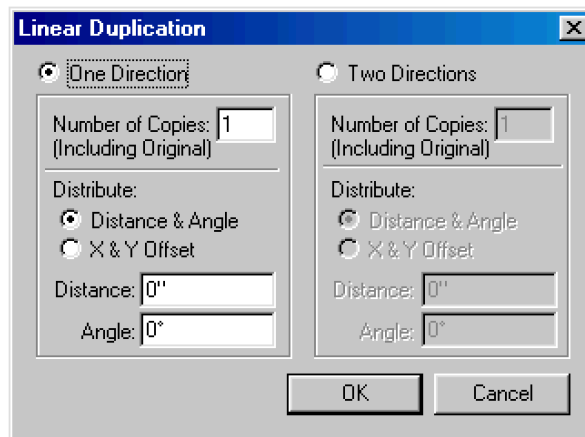 Linear Duplication
One Direction
Number of Copies: 1
(Including Original)
Distribute:
Distance & Angle
X & Y Offset
Distance: 0"
Angle: 0°
Two Directions
Number of Copies: 1
(Including Original)
Distribute:
Distance & Angle
X & Y Offset
Distance: 0"
Angle: 0°
OK
Cancel